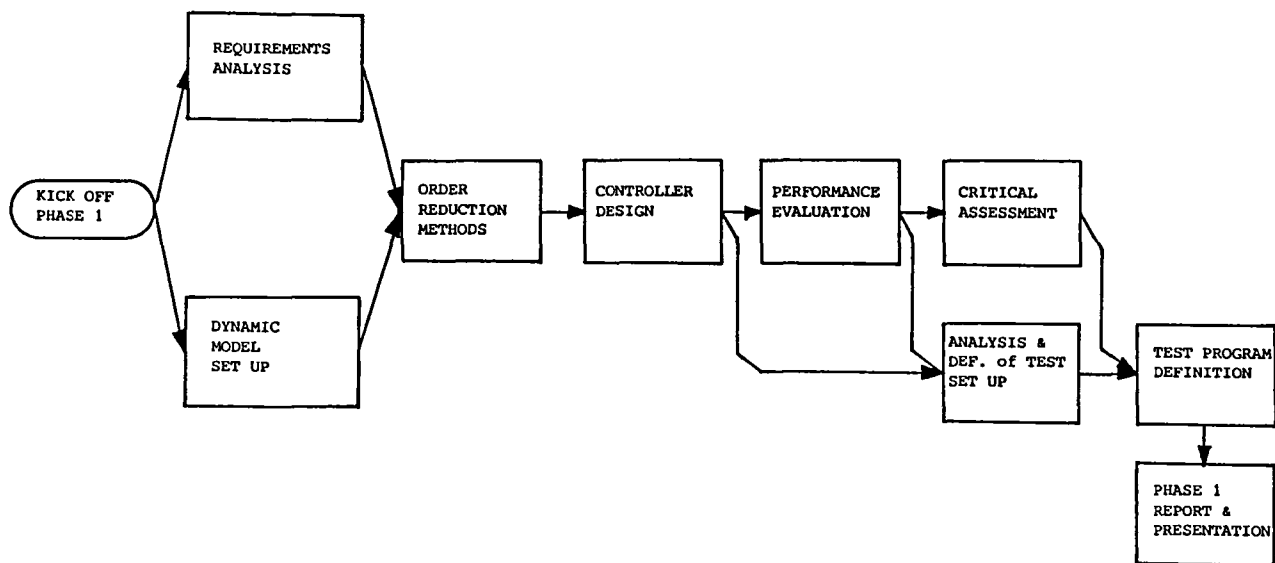 REQUIREMENTS
ANALYSIS
KICK OFF
PHASE 1
DYNAMIC
MODEL
SET UP
ORDER
REDUCTION
METHODS
CONTROLLER
DESIGN
PERFORMANCE
EVALUATION
CRITICAL
ASSESSMENT
ANALYSIS &
DEF. of TEST
SET UP
TEST PROGRAM
DEFINITION
PHASE 1
REPORT &
PRESENTATION